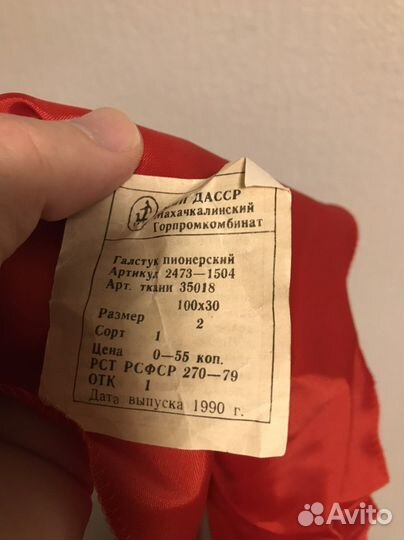 ДАССР
Махачкалинский
Горпромкомбинат
Галстук пионерский
Артикул 2473—1504
Арт. ткани 35018
100х30
Размер 2
Сорт 1
Цена 0—55 коп.
РСТ РСФСР 270—79
ОТК 1
Дата выпуска 1990 г.
Avito